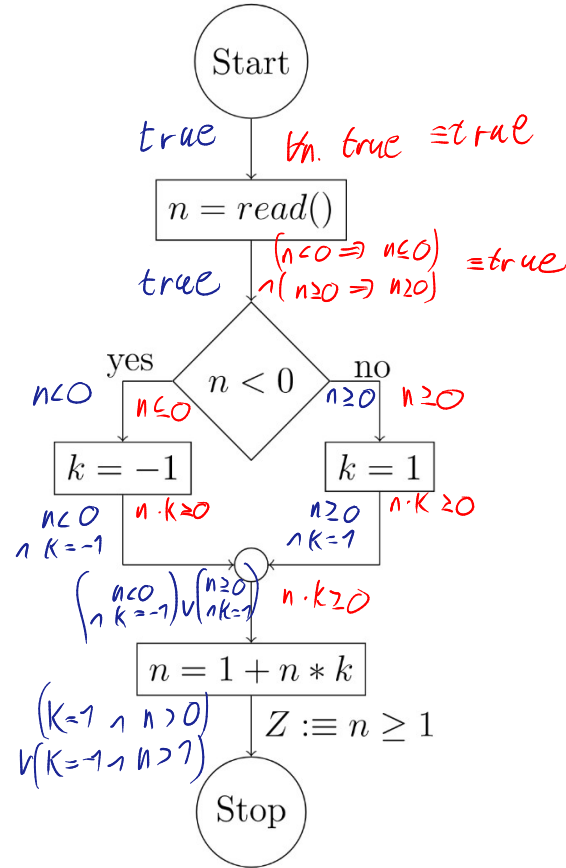 Start
true ∀n. true ≡true
n = read()
true (n<0 ⇒ n≤0) ≡true
∧(n≥0 ⇒ n≥0)
yes no
n < 0
n<0 n≤0 n≥0 n≥0
k = −1 k = 1
n<0 n·k≥0 n≥0 n·k≥0
∧ k=-1 ∧ k=1
(n<0 ∧ k=-1) ∨ (n≥0 ∧ k=1) n·k≥0
n = 1 + n ∗ k
(k=1 ∧ n>0) Z :≡ n ≥ 1
∨(k=-1 ∧ n>1)
Stop